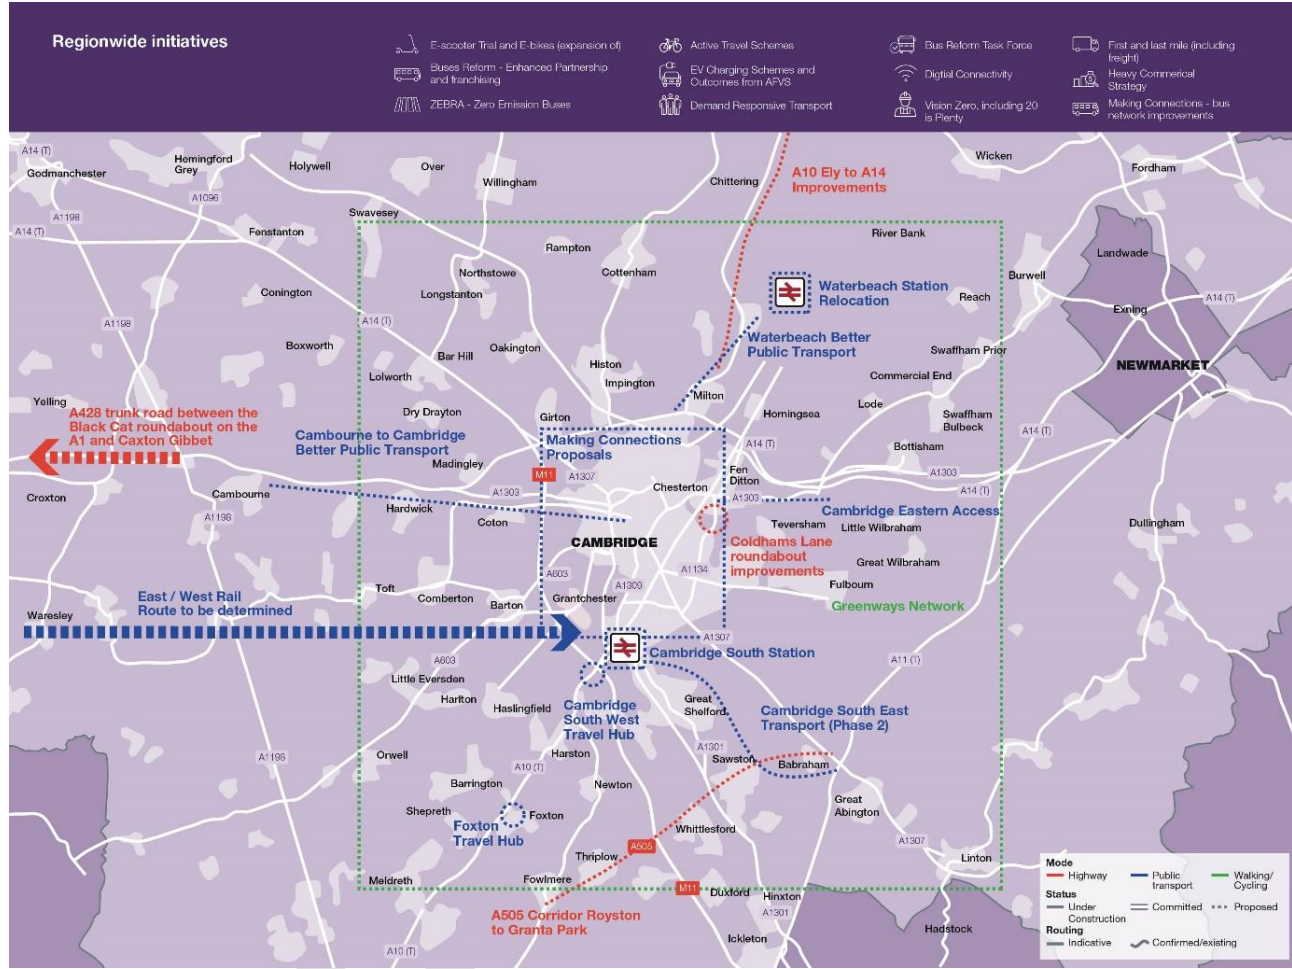 Regionwide initiatives
E-scooter Trial and E-bikes (expansion of)
Buses Reform - Enhanced Partnership
and franchising
ZEBRA - Zero Emission Buses
Active Travel Schemes
EV Charging Schemes and
Outcomes from AFVS
Demand Responsive Transport
Bus Reform Task Force
Digtial Connectivity
Vision Zero, including 20
is Plenty
First and last mile (including
freight)
Heavy Commerical
Strategy
Making Connections - bus
network improvements
A14 (T)
Godmanchester
Hemingford
Grey
Holywell
Over
Willingham
Chittering
A10 Ely to A14
Improvements
Wicken
Fordham
A1096
A1198
Swavesey
A14 (T)
Fenstanton
Rampton
River Bank
Landwade
Northstowe
Cottenham
Burwell
Conington
Longstanton
Waterbeach Station
Relocation
Reach
A14 (T)
Exning
A1198
A14 (T)
Boxworth
Oakington
Bar Hill
Waterbeach Better
Public Transport
Swaffham Prior
Histon
NEWMARKET
Lolworth
Impington
Commercial End
Milton
Yelling
Dry Drayton
Girton
Horningsea
Lode
Swaffham
Bulbeck
A428 trunk road between the
Black Cat roundabout on the
A1 and Caxton Gibbet
Cambourne to Cambridge
Better Public Transport
Making Connections
Proposals
A14 (T)
A14 (T)
Bottisham
Madingley
M11
A1307
Fen
Ditton
A1303
Croxton
Cambourne
A1303
Chesterton
A1303
A14 (T)
Hardwick
Cambridge Eastern Access
A1198
Coton
Teversham
Little Wilbraham
Dullingham
CAMBRIDGE
Coldhams Lane
roundabout
improvements
Great Wilbraham
A603
A1134
A1309
Fulbourn
Toft
Comberton
Barton
Grantchester
Greenways Network
East / West Rail
Route to be determined
Waresley
A1307
Cambridge South Station
A603
A11 (T)
Little Eversden
Harlton
Haslingfield
Cambridge
South West
Travel Hub
Great
Shelford
Cambridge South East
Transport (Phase 2)
A1198
Orwell
Harston
A1301
Sawston
Babraham
A10 (T)
Barrington
Newton
Great
Abington
Shepreth
Foxton
Foxton
Travel Hub
Whittlesford
A1307
A505
Thriplow
Linton
Meldreth
Fowlmere
M11
Duxford
Hinxton
A1301
A505 Corridor Royston
to Granta Park
Hadstock
Ickleton
A10 (T)
Mode
Highway
Public
transport
Walking/
Cycling
Status
Under
Construction
Committed
Proposed
Routing
Indicative
Confirmed/existing